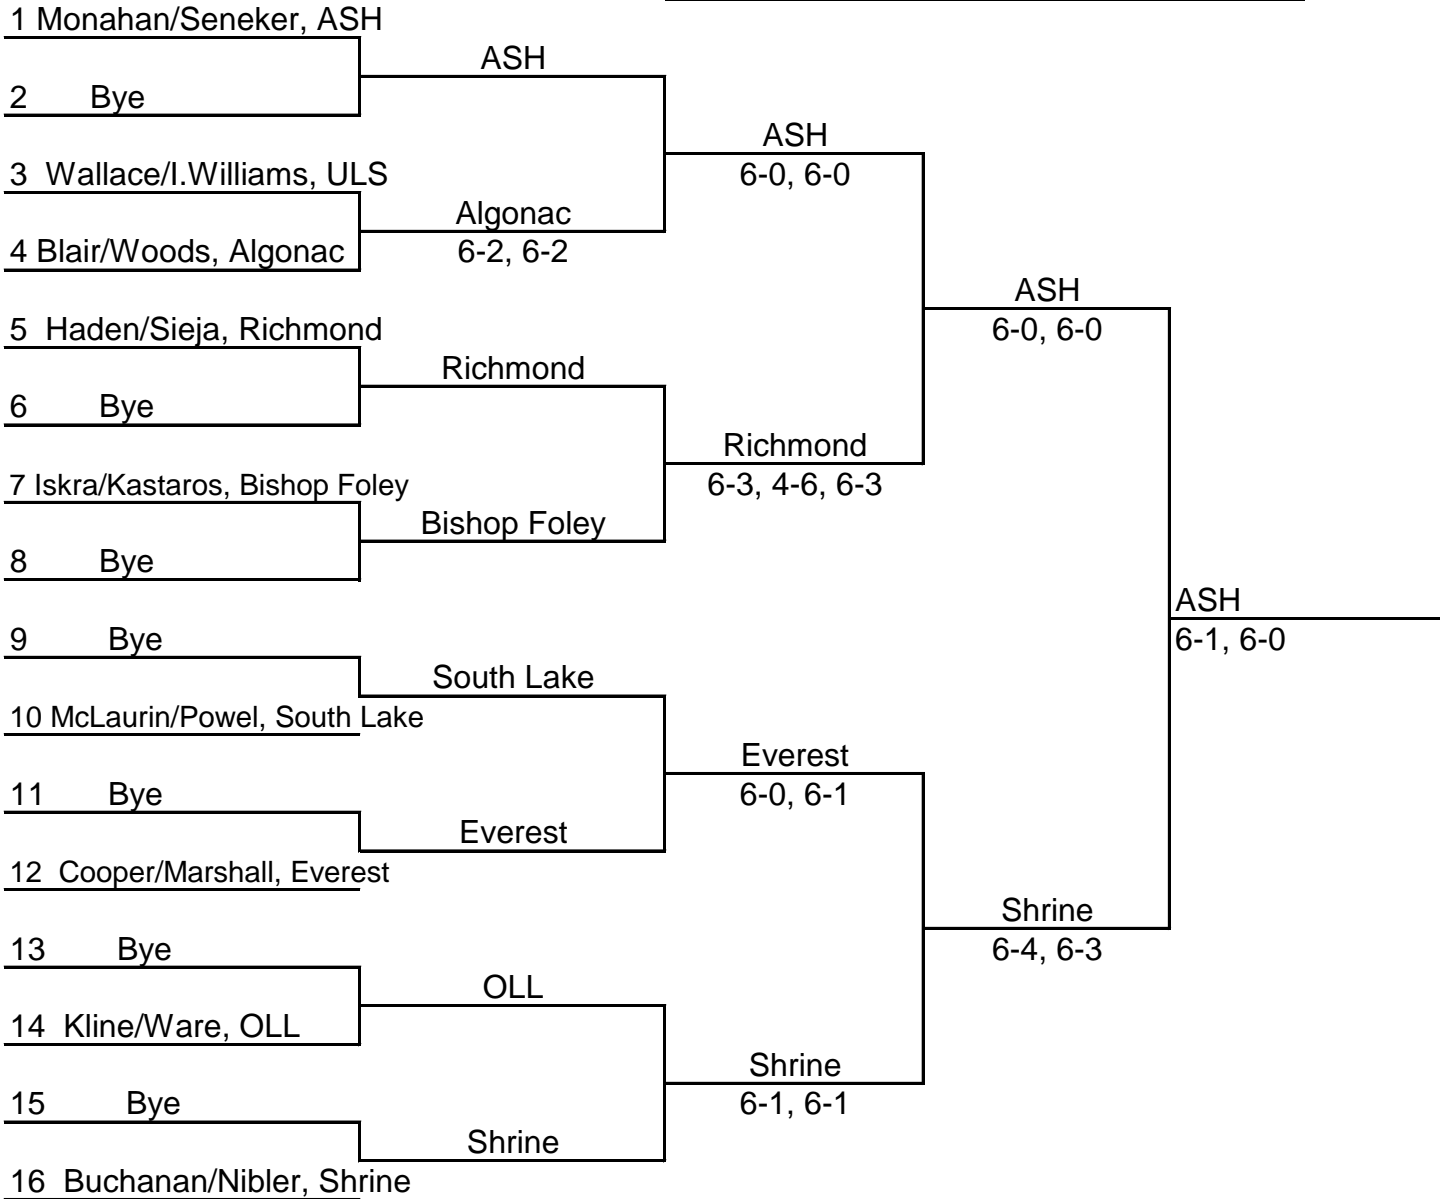 1 Monahan/Seneker, ASH
ASH
2 Bye
ASH
3 Wallace/I.Williams, ULS
6-0, 6-0
Algonac
4 Blair/Woods, Algonac
6-2, 6-2
ASH
5 Haden/Sieja, Richmond
6-0, 6-0
Richmond
6 Bye
Richmond
7 Iskra/Kastaros, Bishop Foley
6-3, 4-6, 6-3
Bishop Foley
8 Bye
ASH
9 Bye
6-1, 6-0
South Lake
10 McLaurin/Powel, South Lake
Everest
11 Bye
6-0, 6-1
Everest
12 Cooper/Marshall, Everest
Shrine
13 Bye
6-4, 6-3
OLL
14 Kline/Ware, OLL
Shrine
15 Bye
6-1, 6-1
Shrine
16 Buchanan/Nibler, Shrine